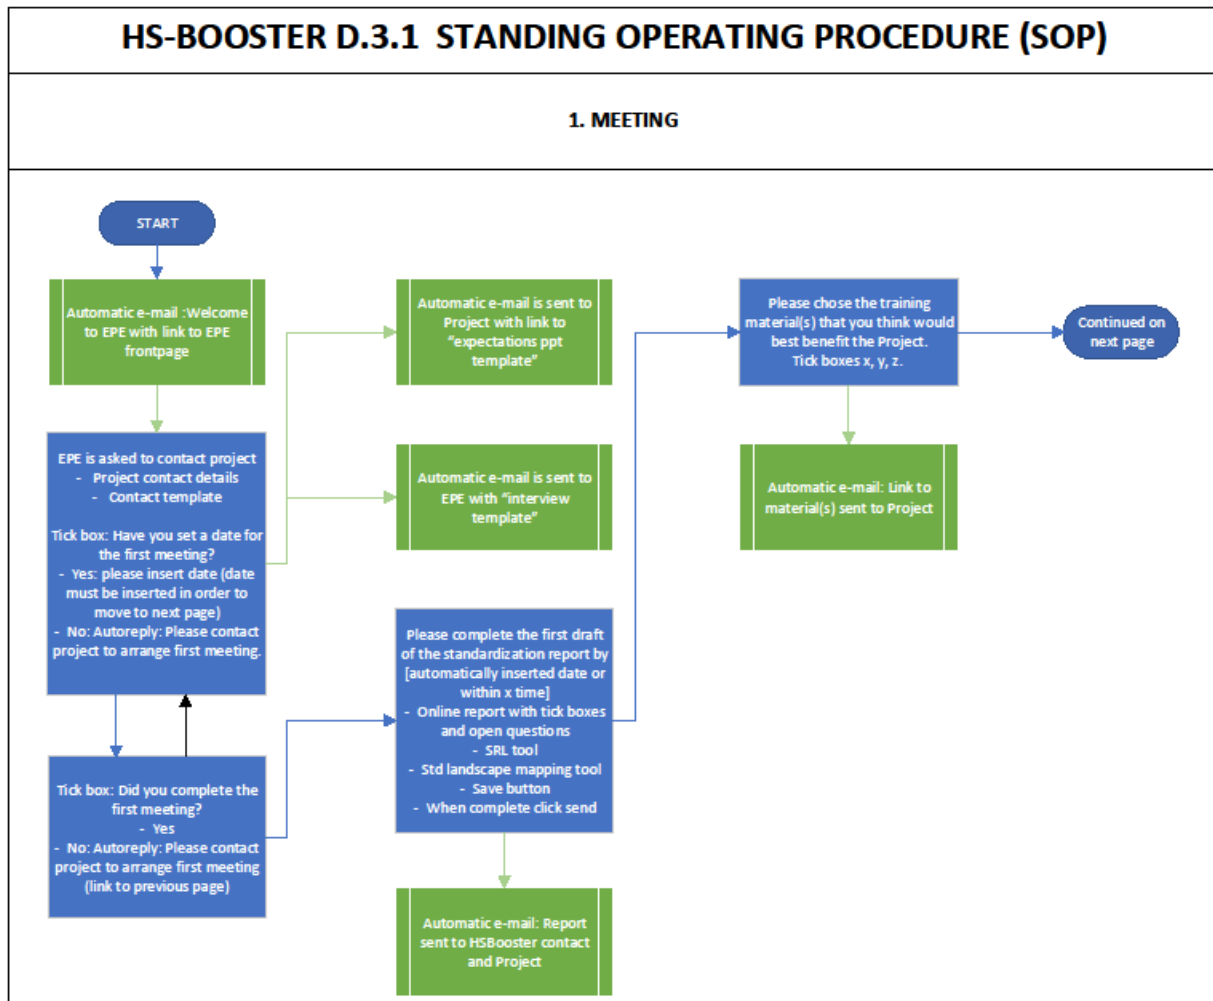 HS-BOOSTER D.3.1 STANDING OPERATING PROCEDURE (SOP)
1. MEETING
START
Automatic e-mail :Welcome
to EPE with link to EPE
frontpage
EPE is asked to contact project
- Project contact details
- Contact template
Tick box: Have you set a date for
the first meeting?
- Yes: please insert date (date
must be inserted in order to
move to next page)
- No: Autoreply: Please contact
project to arrange first meeting.
Tick box: Did you complete the
first meeting?
- Yes
- No: Autoreply: Please contact
project to arrange first meeting
(link to previous page)
Automatic e-mail is sent to
Project with link to
"expectations ppt
template"
Automatic e-mail is sent to
EPE with "interview
template"
Please complete the first draft
of the standardization report by
[automatically inserted date or
within x time]
- Online report with tick boxes
and open questions
- SRL tool
- Std landscape mapping tool
- Save button
- When complete click send
Automatic e-mail: Report
sent to HSBooster contact
and Project
Please chose the training
material(s) that you think would
best benefit the Project.
Tick boxes x, y, z.
Automatic e-mail: Link to
material(s) sent to Project
Continued on
next page